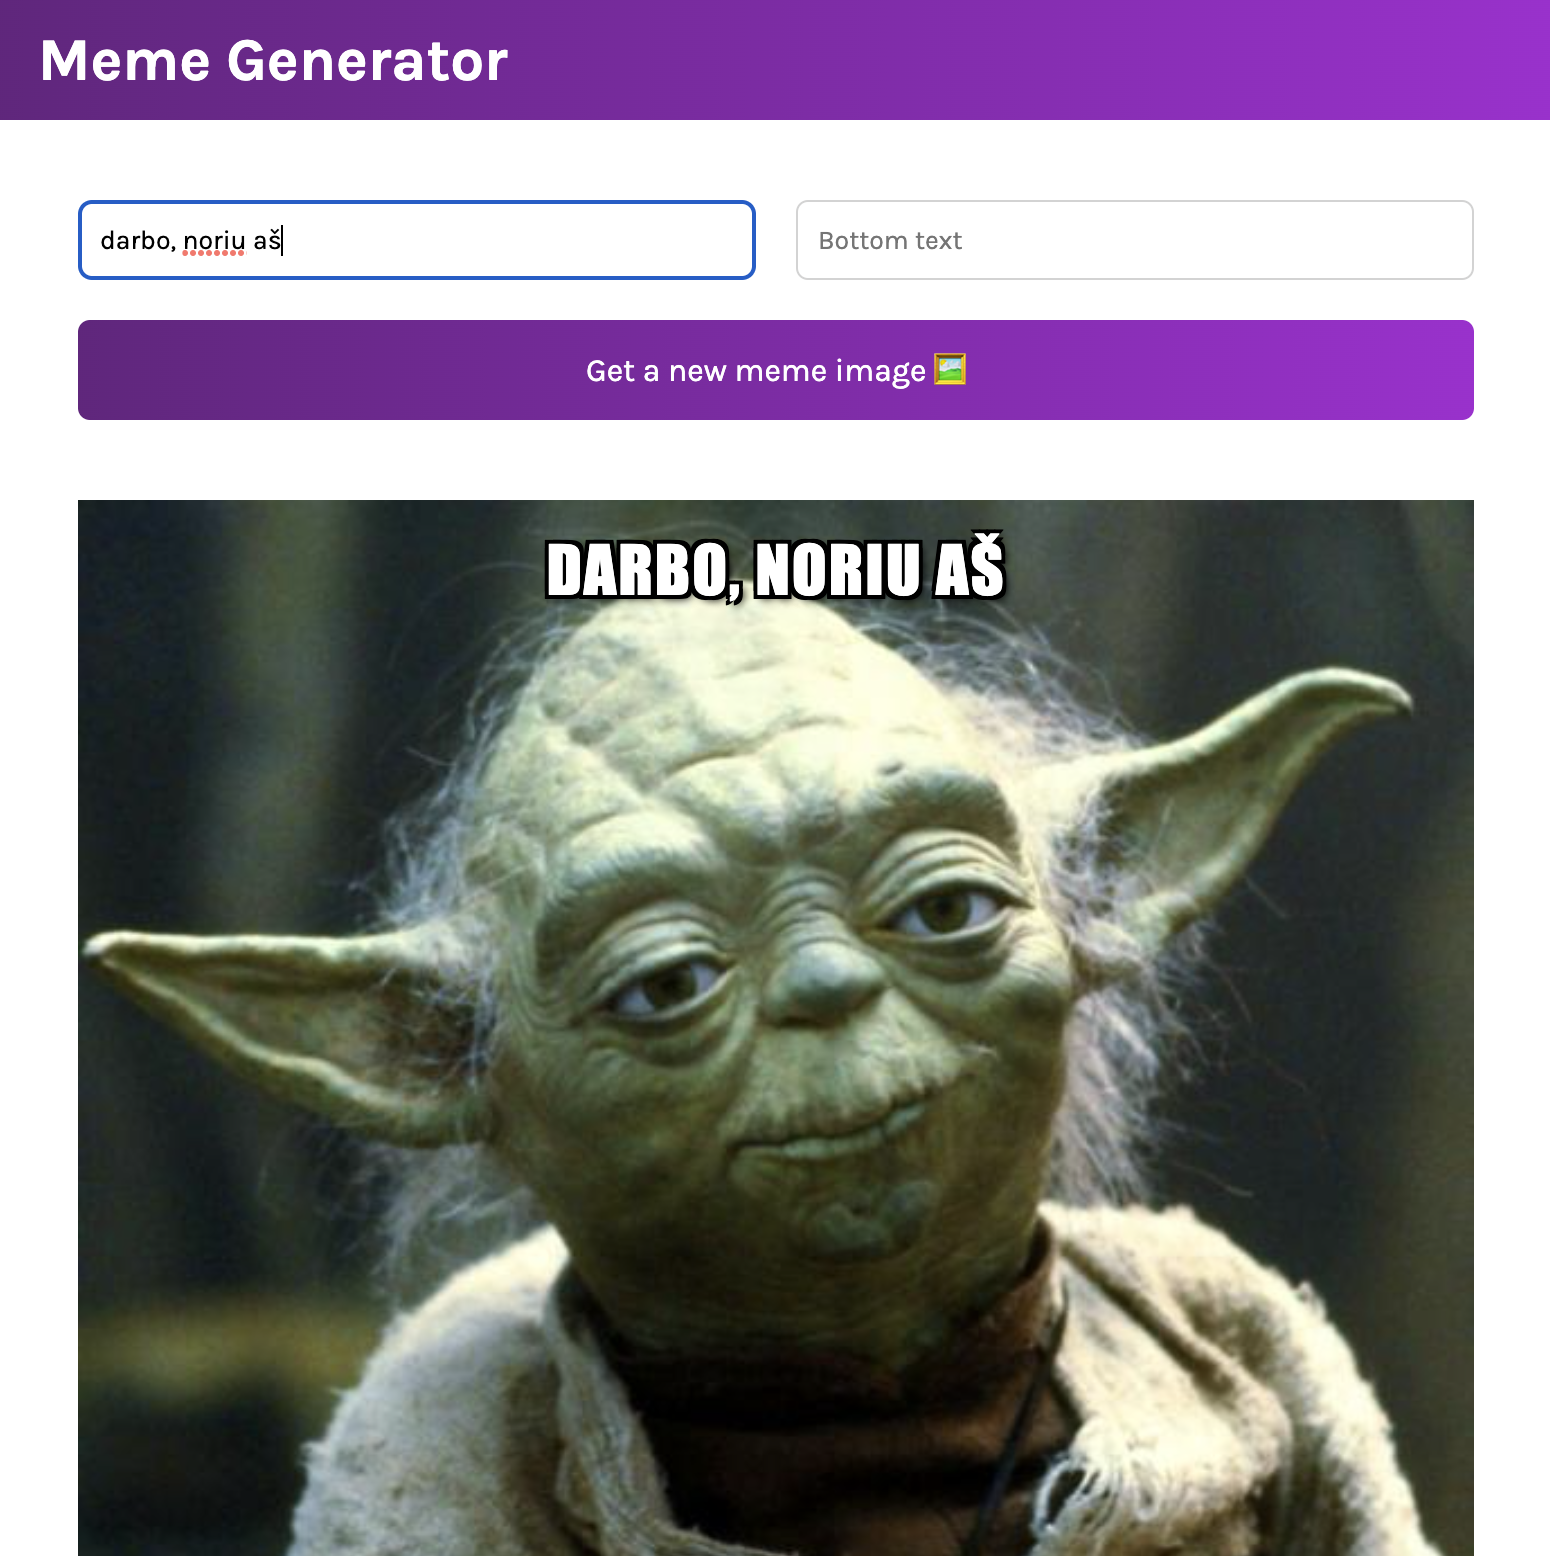 Meme Generator
darbo, noriu aš
Bottom text
Get a new meme image
DARBO, NORIU AŠ